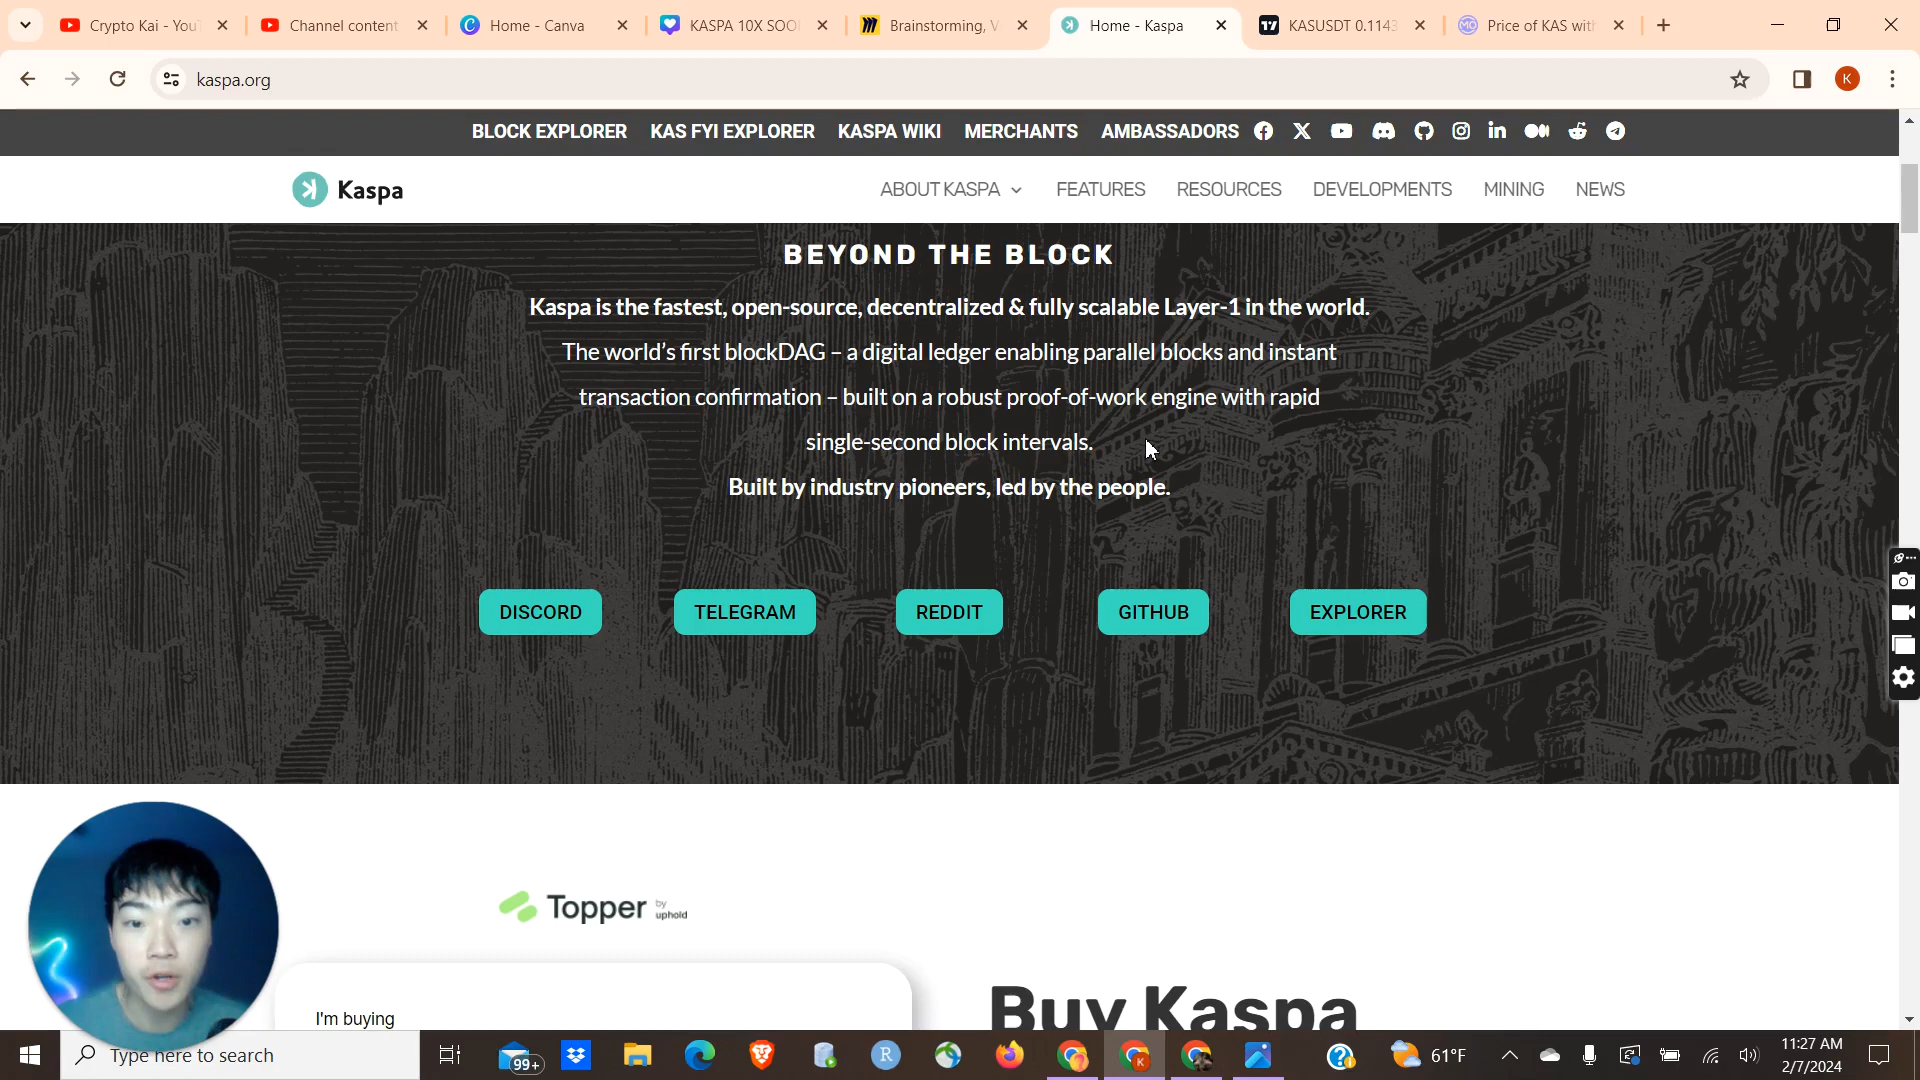 Crypto Kai - You
Channel content
Home - Canva
KASPA 10X SOO
Brainstorming, V
Home - Kaspa
KASUSDT 0.1143
Price of KAS with
kaspa.org
K
BLOCK EXPLORER KAS FYI EXPLORER KASPA WIKI MERCHANTS AMBASSADORS
Kaspa
ABOUT KASPA FEATURES RESOURCES DEVELOPMENTS MINING NEWS
BEYOND THE BLOCK
Kaspa is the fastest, open-source, decentralized & fully scalable Layer-1 in the world.
The world's first blockDAG – a digital ledger enabling parallel blocks and instant
transaction confirmation – built on a robust proof-of-work engine with rapid
single-second block intervals.
Built by industry pioneers, led by the people.
DISCORD TELEGRAM REDDIT GITHUB EXPLORER
Topper by uphold
I'm buying
Buy Kaspa
Type here to search
99+
R
K
61°F
11:27 AM
2/7/2024